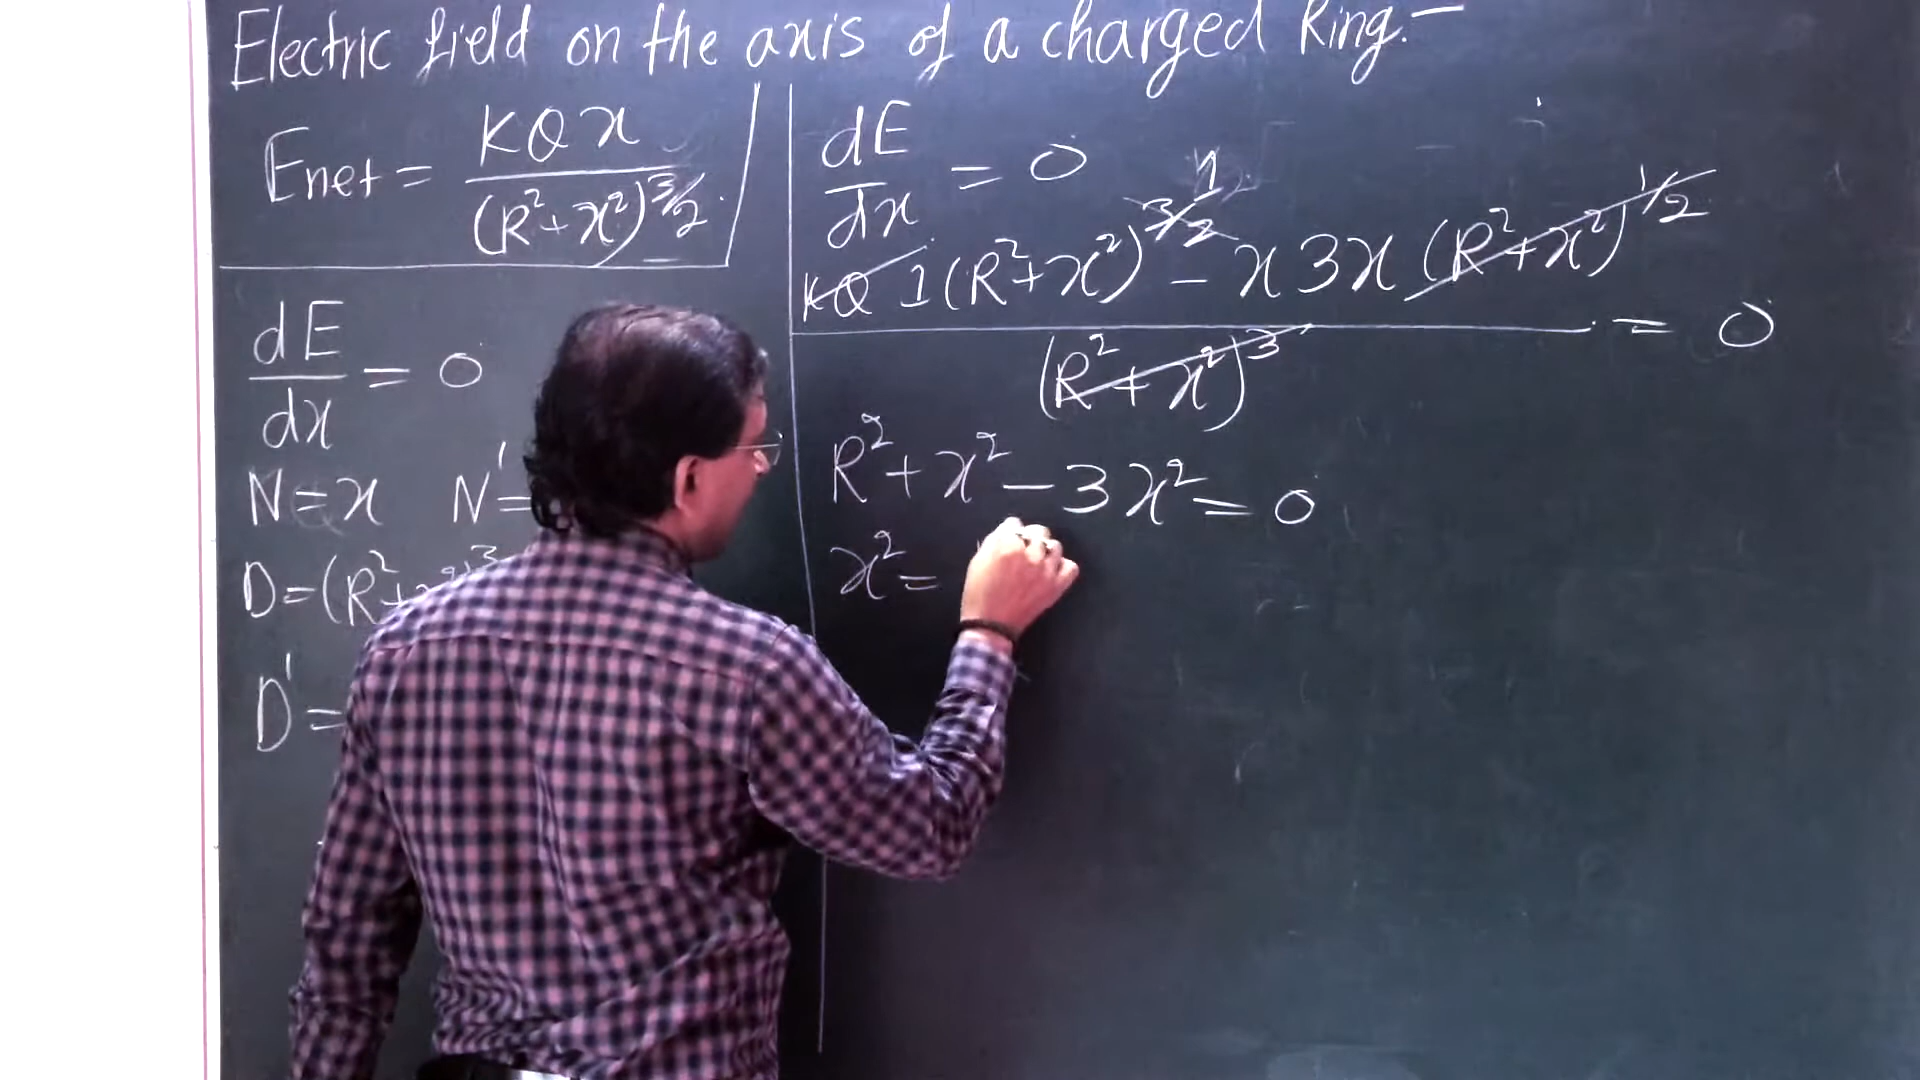 Electric field on the axis of a charged Ring:-
Enet = KQx / (R²+x²)^3/2
dE/dx = 0
N=x N'=
D=(R²+x²)^3
D'=
dE/dx = 0
KQ 1(R²+x²)^3/2 1 - x 3x (R²+x²)^1/2 / (R²+x²)^3 = 0
R²+x²-3x²=0
x²=